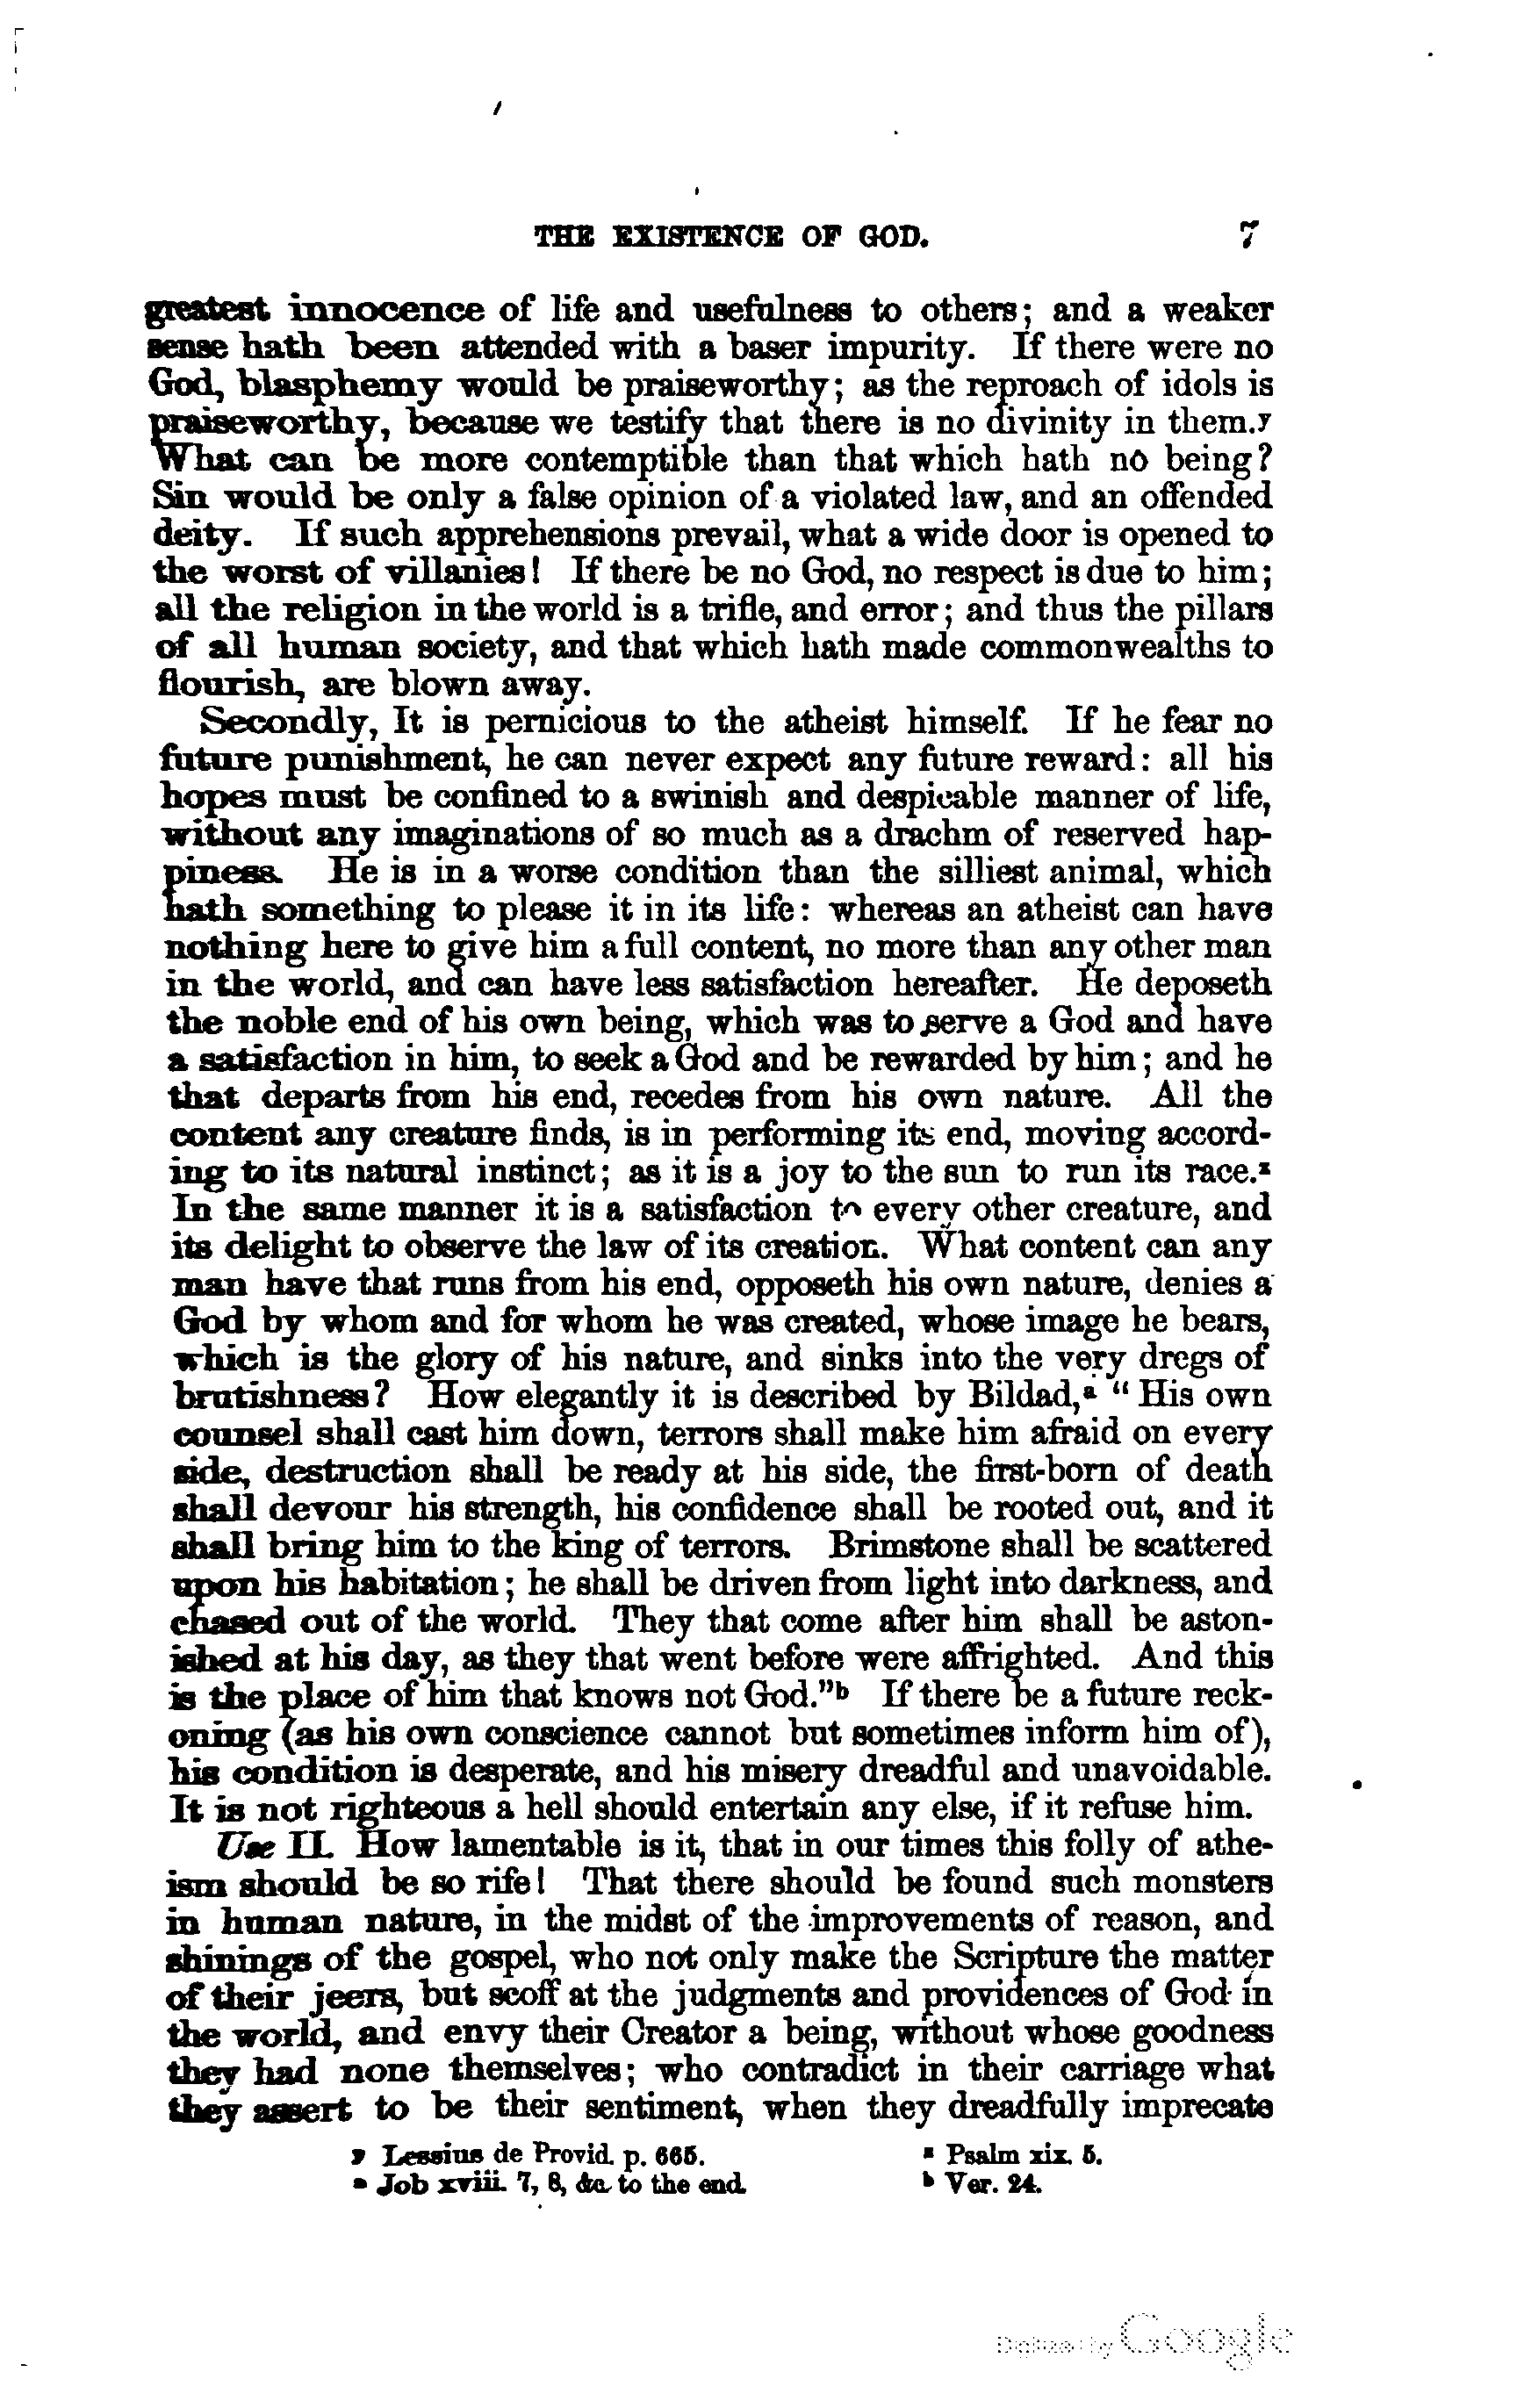 THE EXISTENCE OF GOD. 7
greatest innocence of life and usefulness to others; and a weaker
sense hath been attended with a baser impurity. If there were no
God, blasphemy would be praiseworthy; as the reproach of idols is
praiseworthy, because we testify that there is no divinity in them.y
What can be more contemptible than that which hath no being?
Sin would be only a false opinion of a violated law, and an offended
deity. If such apprehensions prevail, what a wide door is opened to
the worst of villanies! If there be no God, no respect is due to him;
all the religion in the world is a trifle, and error; and thus the pillars
of all human society, and that which hath made commonwealths to
flourish, are blown away.
Secondly, It is pernicious to the atheist himself. If he fear no
future punishment, he can never expect any future reward: all his
hopes must be confined to a swinish and despicable manner of life,
without any imaginations of so much as a drachm of reserved hap-
piness. He is in a worse condition than the silliest animal, which
hath something to please it in its life: whereas an atheist can have
nothing here to give him a full content, no more than any other man
in the world, and can have less satisfaction hereafter. He deposeth
the noble end of his own being, which was to serve a God and have
a satisfaction in him, to seek a God and be rewarded by him; and he
that departs from his end, recedes from his own nature. All the
content any creature finds, is in performing its end, moving accord-
ing to its natural instinct; as it is a joy to the sun to run its race.z
In the same manner it is a satisfaction to every other creature, and
its delight to observe the law of its creation. What content can any
man have that runs from his end, opposeth his own nature, denies a
God by whom and for whom he was created, whose image he bears,
which is the glory of his nature, and sinks into the very dregs of
brutishness? How elegantly it is described by Bildad,a "His own
counsel shall cast him down, terrors shall make him afraid on every
side, destruction shall be ready at his side, the first-born of death
shall devour his strength, his confidence shall be rooted out, and it
shall bring him to the king of terrors. Brimstone shall be scattered
upon his habitation; he shall be driven from light into darkness, and
chased out of the world. They that come after him shall be aston-
ished at his day, as they that went before were affrighted. And this
is the place of him that knows not God."b If there be a future reck-
oning (as his own conscience cannot but sometimes inform him of),
his condition is desperate, and his misery dreadful and unavoidable.
It is not righteous a hell should entertain any else, if it refuse him.
Use II. How lamentable is it, that in our times this folly of athe-
ism should be so rife! That there should be found such monsters
in human nature, in the midst of the improvements of reason, and
shinings of the gospel, who not only make the Scripture the matter
of their jeers, but scoff at the judgments and providences of God in
the world, and envy their Creator a being, without whose goodness
they had none themselves; who contradict in their carriage what
they assert to be their sentiment, when they dreadfully imprecate
y Lessius de Provid. p. 665. z Psalm xix. 5.
a Job xviii. 7, 8, &c. to the end. b Ver. 24.
Digitized by Google